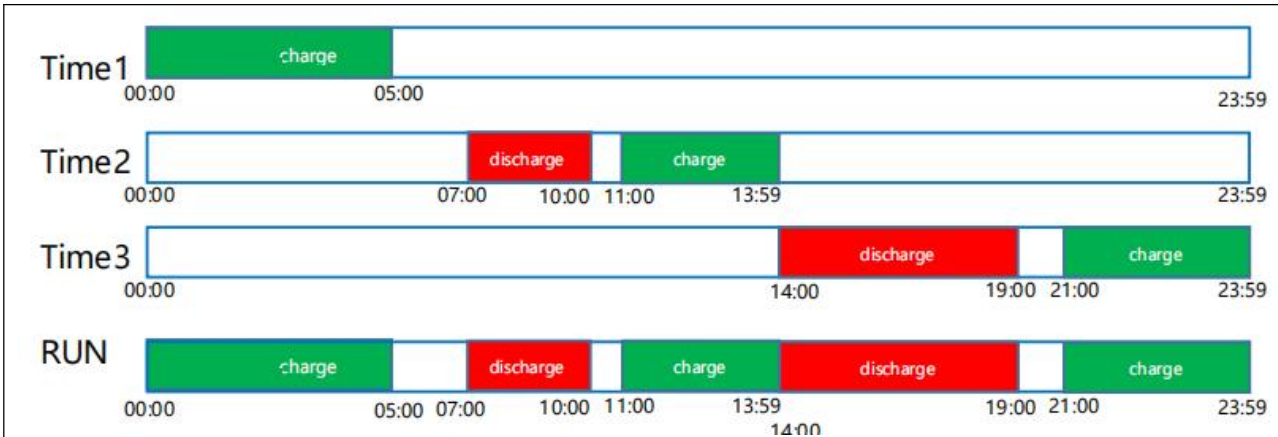 Time1 charge
00:00 05:00 23:59
Time2 discharge charge
00:00 07:00 10:00 11:00 13:59 23:59
Time3 discharge charge
00:00 14:00 19:00 21:00 23:59
RUN charge discharge charge discharge charge
00:00 05:00 07:00 10:00 11:00 13:59 19:00 21:00 23:59
14:00